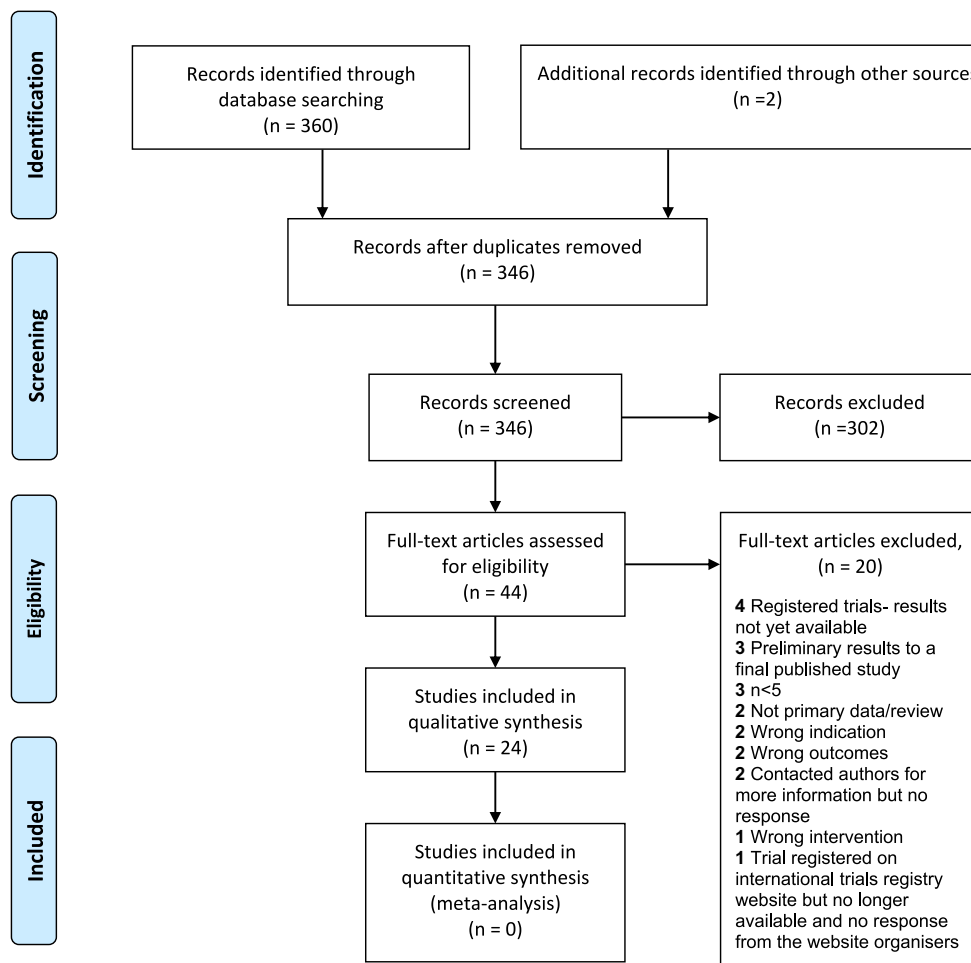 Identification
Records identified through
database searching
(n = 360)
Additional records identified through other sources
(n =2)
Records after duplicates removed
(n = 346)
Screening
Records screened
(n = 346)
Records excluded
(n =302)
Eligibility
Full-text articles assessed
for eligibility
(n = 44)
Full-text articles excluded,
(n = 20)
4 Registered trials- results
not yet available
3 Preliminary results to a
final published study
3 n<5
2 Not primary data/review
2 Wrong indication
2 Wrong outcomes
2 Contacted authors for
more information but no
response
1 Wrong intervention
1 Trial registered on
international trials registry
website but no longer
available and no response
from the website organisers
Studies included in
qualitative synthesis
(n = 24)
Included
Studies included in
quantitative synthesis
(meta-analysis)
(n = 0)